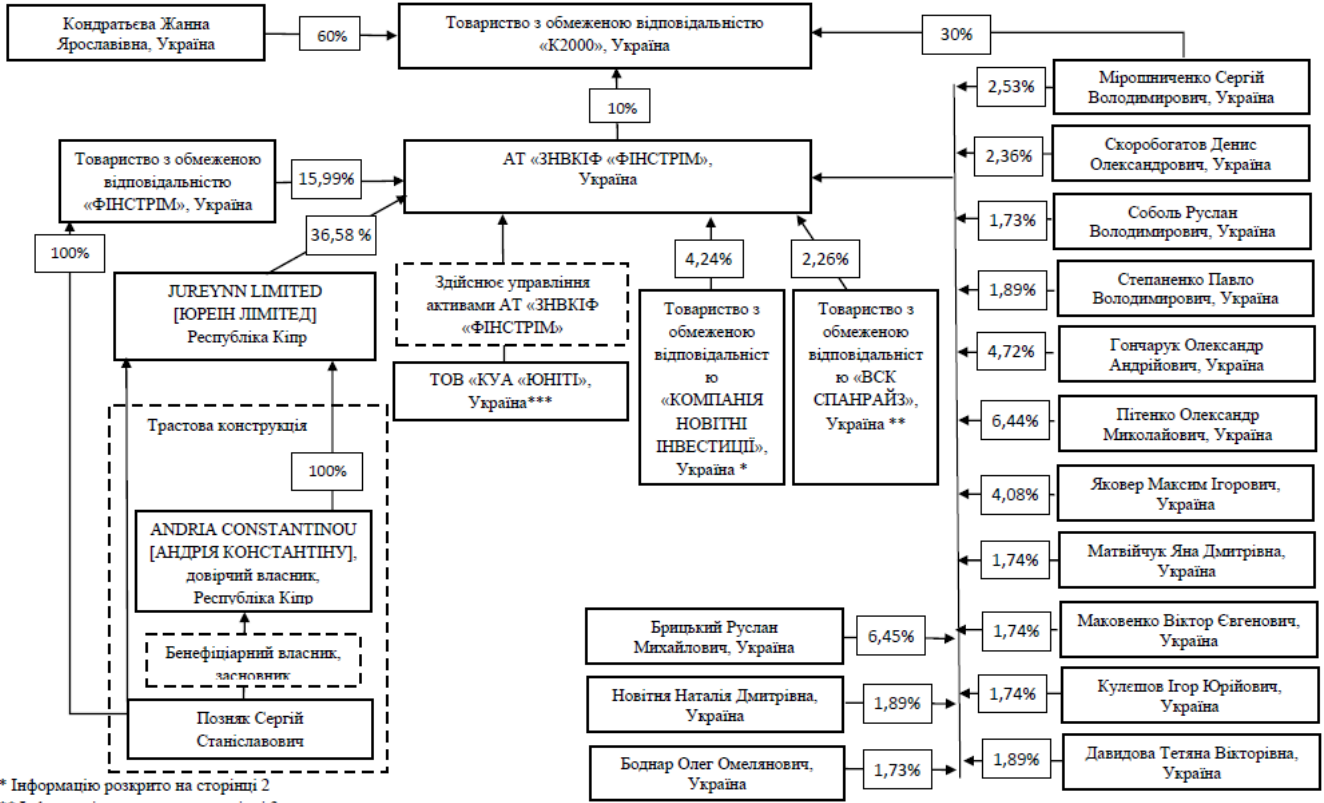 Кондратьєва Жанна
Ярославівна, Україна
60%
Товариство з обмеженою відповідальністю
«К2000», Україна
30%
10%
Мірошниченко Сергій
Володимирович, Україна
2,53%
Товариство з обмеженою
відповідальністю
«ФІНСТРІМ», Україна
15,99%
АТ «ЗНВКІФ «ФІНСТРІМ»,
Україна
Скоробогатов Денис
Олександрович, Україна
2,36%
36,58 %
100%
Соболь Руслан
Володимирович, Україна
1,73%
JUREYNN LIMITED
[ЮРЕІН ЛІМІТЕД]
Республіка Кіпр
Здійснює управління
активами АТ «ЗНВКІФ
«ФІНСТРІМ»
4,24%
2,26%
Степаненко Павло
Володимирович, Україна
1,89%
ТОВ «КУА «ЮНІТІ»,
Україна***
Товариство з
обмеженою
відповідальніст
ю
«КОМПАНІЯ
НОВІТНІ
ІНВЕСТИЦІЇ»,
Україна *
Товариство з
обмеженою
відповідальніст
ю «ВСК
СПАНРАЙЗ»,
Україна **
Гончарук Олександр
Андрійович, Україна
4,72%
Трастова конструкція
100%
Пітенко Олександр
Миколайович, Україна
6,44%
Яковер Максим Ігорович,
Україна
4,08%
ANDRIA CONSTANTINOU
[АНДРІЯ КОНСТАНТІНУ],
довірчий власник,
Республіка Кіпр
Матвійчук Яна Дмитрівна,
Україна
1,74%
Бенефіціарний власник,
засновник
Брицький Руслан
Михайлович, Україна
6,45%
Маковенко Віктор Євгенович,
Україна
1,74%
Позняк Сергій
Станіславович
Новітня Наталія Дмитрівна,
Україна
1,89%
Кулєшов Ігор Юрійович,
Україна
1,74%
Боднар Олег Омелянович,
Україна
1,73%
Давидова Тетяна Вікторівна,
Україна
1,89%
* Інформацію розкрито на сторінці 2